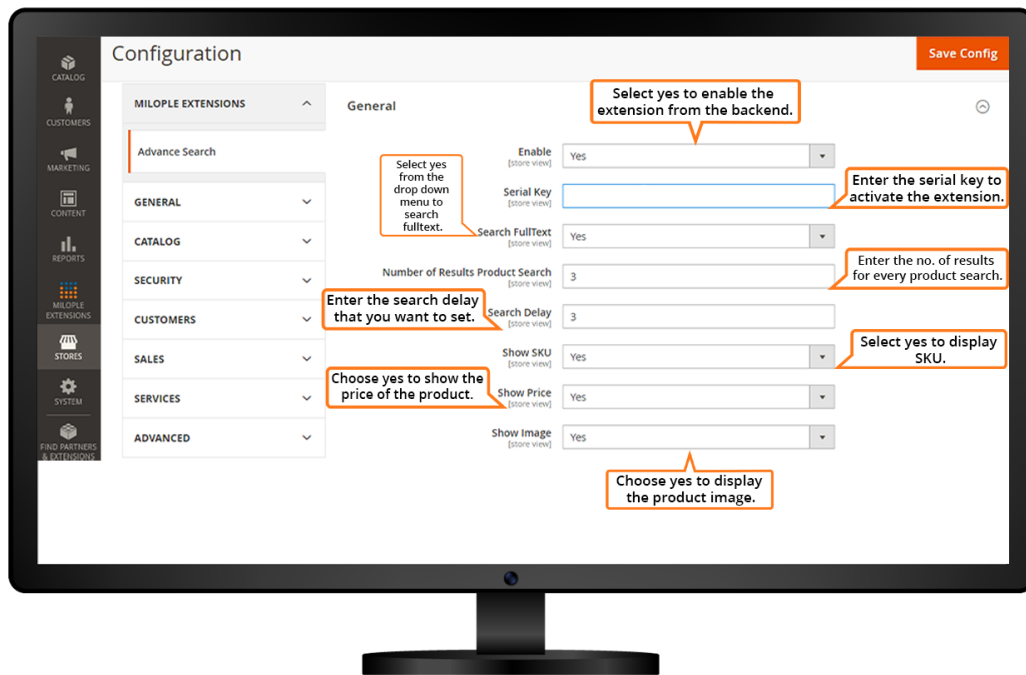 Configuration
Save Config
CATALOG
CUSTOMERS
MARKETING
CONTENT
REPORTS
MILOPLE
EXTENSIONS
STORES
SYSTEM
FIND PARTNERS
& EXTENSIONS
MILOPLE EXTENSIONS
Advance Search
GENERAL
CATALOG
SECURITY
CUSTOMERS
SALES
SERVICES
ADVANCED
General
Select yes to enable the
extension from the backend.
Enable
[store view]
Yes
Serial Key
[store view]
Enter the serial key to
activate the extension.
Select yes
from the
drop down
menu to
search
fulltext.
Search FullText
[store view]
Yes
Number of Results Product Search
[store view]
3
Enter the no. of results
for every product search.
Enter the search delay
that you want to set.
Search Delay
[store view]
3
Show SKU
[store view]
Yes
Select yes to display
SKU.
Choose yes to show the
price of the product.
Show Price
[store view]
Yes
Show Image
[store view]
Yes
Choose yes to display
the product image.